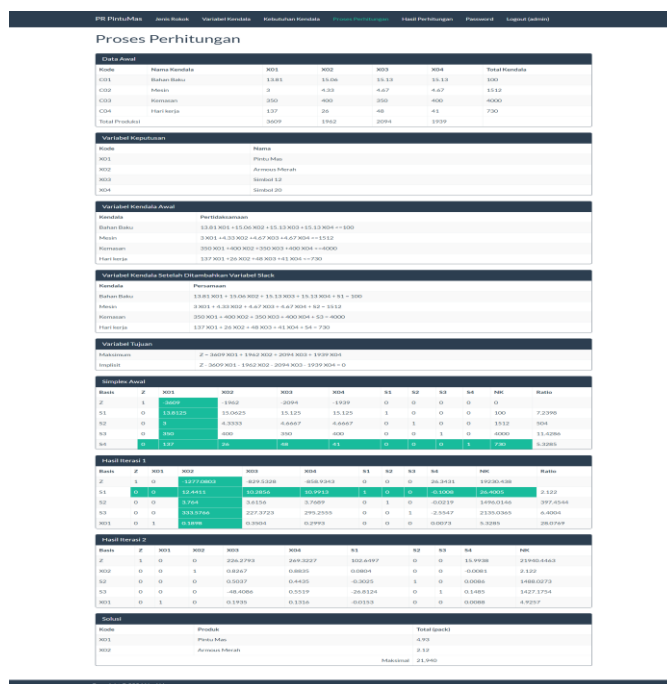 PR PintuMas Jenis Rokok Variabel Kendala Kebutuhan Kendala Proses Perhitungan Hasil Perhitungan Password Logout (admin)
Proses Perhitungan
Data Awal
Kode Nama Kendala X01 X02 X03 X04 Total Kendala
C01 Bahan Baku 13.81 15.06 15.13 15.13 100
C02 Mesin 3 4.33 4.67 4.67 1512
C03 Kemasan 350 400 350 400 4000
C04 Hari kerja 137 26 48 41 730
Total Produksi 3609 1962 2094 1939
Variabel Keputusan
Kode Nama
X01 Pintu Mas
X02 Armous Merah
X03 Simbol 12
X04 Simbol 20
Variabel Kendala Awal
Kendala Pertidaksamaan
Bahan Baku 13.81 X01 +15.06 X02 +15.13 X03 +15.13 X04 <=100
Mesin 3 X01 +4.33 X02 +4.67 X03 +4.67 X04 <=1512
Kemasan 350 X01 +400 X02 +350 X03 +400 X04 <=4000
Hari kerja 137 X01 +26 X02 +48 X03 +41 X04 <=730
Variabel Kendala Setelah Ditambahkan Variabel Slack
Kendala Persamaan
Bahan Baku 13.81 X01 + 15.06 X02 + 15.13 X03 + 15.13 X04 + S1 = 100
Mesin 3 X01 + 4.33 X02 + 4.67 X03 + 4.67 X04 + S2 = 1512
Kemasan 350 X01 + 400 X02 + 350 X03 + 400 X04 + S3 = 4000
Hari kerja 137 X01 + 26 X02 + 48 X03 + 41 X04 + S4 = 730
Variabel Tujuan
Maksimum Z = 3609 X01 + 1962 X02 + 2094 X03 + 1939 X04
Implisit Z - 3609 X01 - 1962 X02 - 2094 X03 - 1939 X04 = 0
Simplex Awal
Basis Z X01 X02 X03 X04 S1 S2 S3 S4 NK Ratio
Z 1 -3609 -1962 -2094 -1939 0 0 0 0 0
S1 0 13.8125 15.0625 15.125 15.125 1 0 0 0 100 7.2398
S2 0 3 4.3333 4.6667 4.6667 0 1 0 0 1512 504
S3 0 350 400 350 400 0 0 1 0 4000 11.4286
S4 0 137 26 48 41 0 0 0 1 730 5.3285
Hasil Iterasi 1
Basis Z X01 X02 X03 X04 S1 S2 S3 S4 NK Ratio
Z 1 0 -1277.0803 -829.5328 -858.9343 0 0 0 26.3431 19230.438
S1 0 0 12.4411 10.2856 10.9913 1 0 0 -0.1008 26.4005 2.122
S2 0 0 3.764 3.6156 3.7689 0 1 0 -0.0219 1496.0146 397.4544
S3 0 0 333.5766 227.3723 295.2555 0 0 1 -2.5547 2135.0365 6.4004
X01 0 1 0.1898 0.3504 0.2993 0 0 0 0.0073 5.3285 28.0769
Hasil Iterasi 2
Basis Z X01 X02 X03 X04 S1 S2 S3 S4 NK
Z 1 0 0 226.2793 269.3227 102.6497 0 0 15.9938 21940.4463
X02 0 0 1 0.8267 0.8835 0.0804 0 0 -0.0081 2.122
S2 0 0 0 0.5037 0.4435 -0.3025 1 0 0.0086 1488.0273
S3 0 0 0 -48.4086 0.5519 -26.8124 0 1 0.1485 1427.1754
X01 0 1 0 0.1935 0.1316 -0.0153 0 0 0.0088 4.9257
Solusi
Kode Produk Total (pack)
X01 Pintu Mas 4.93
X02 Armous Merah 2.12
Maksimal 21,940